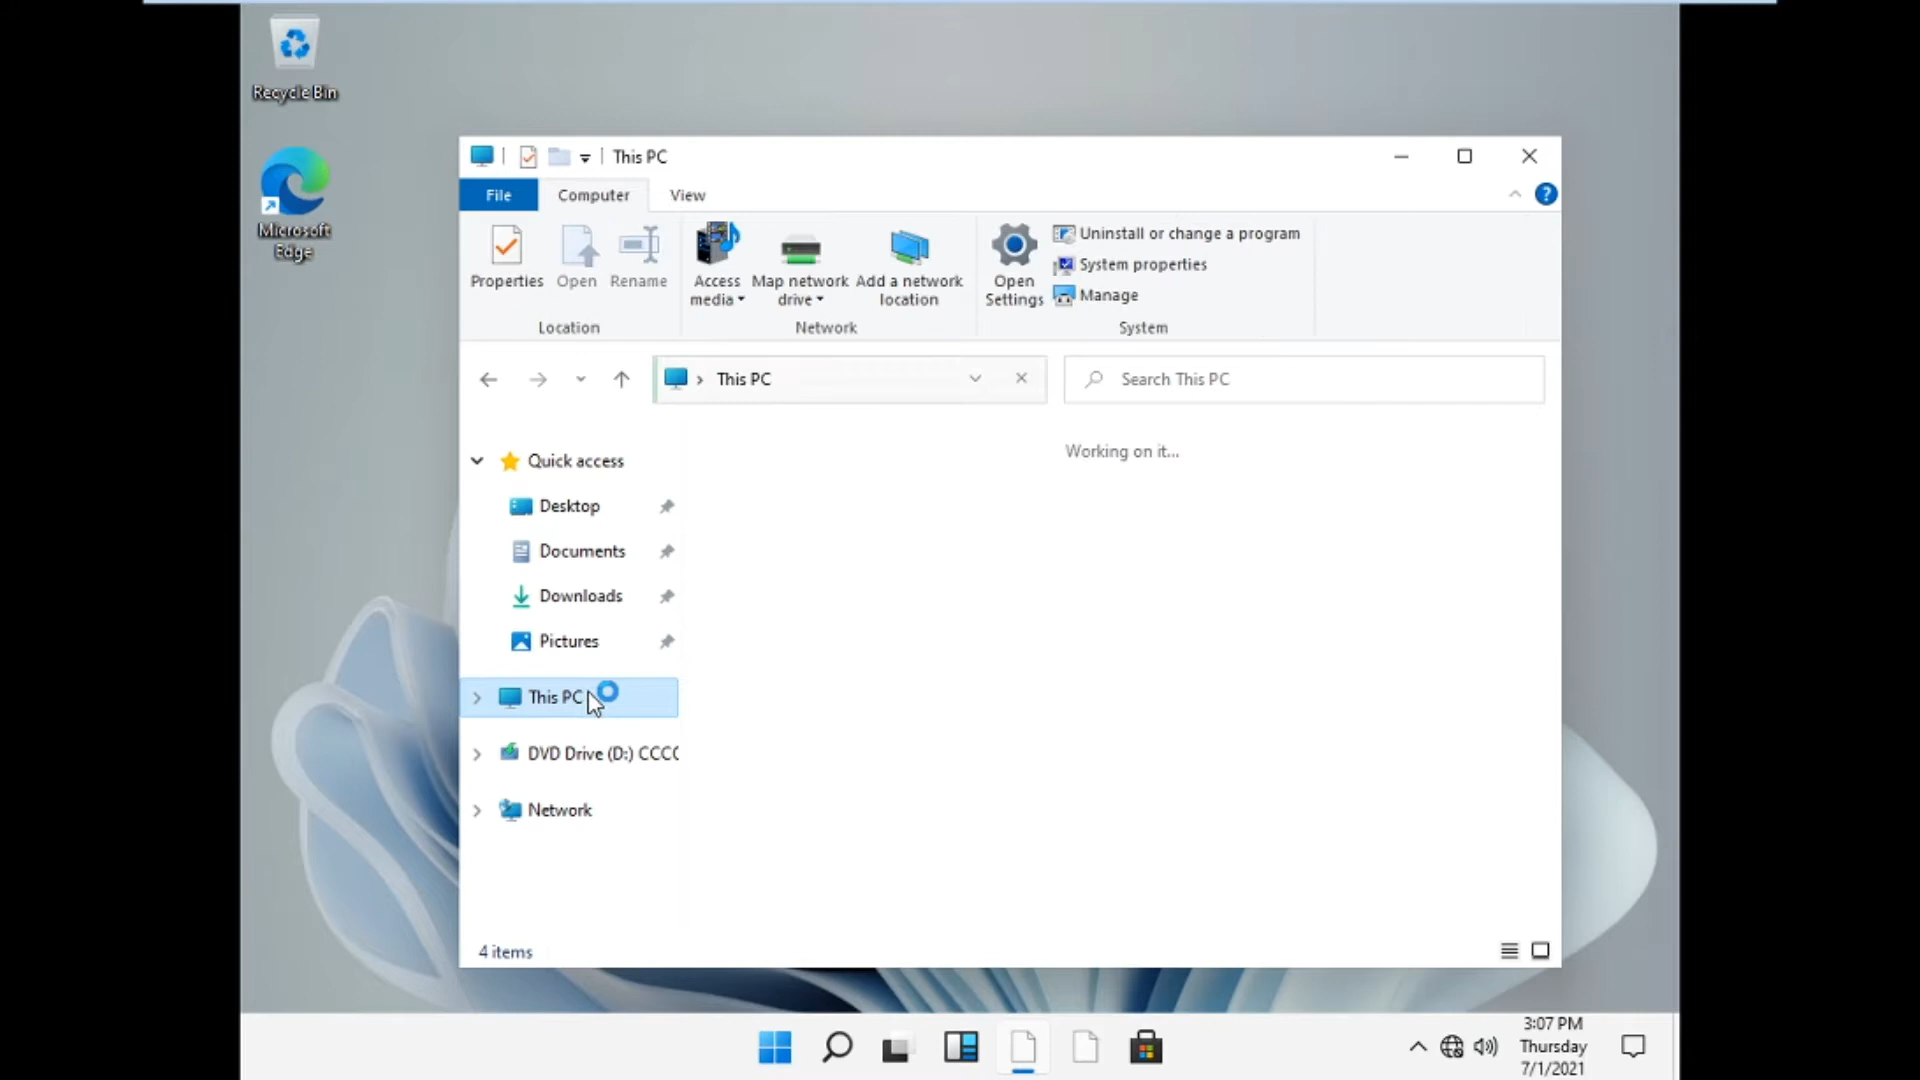 Recycle Bin
Microsoft
Edge
This PC
File
Computer
View
Properties
Open
Rename
Access
media
Map network
drive
Add a network
location
Open
Settings
Uninstall or change a program
System properties
Manage
Location
Network
System
This PC
Search This PC
Working on it...
Quick access
Desktop
Documents
Downloads
Pictures
This PC
DVD Drive (D:) CCCC
Network
4 items
3:07 PM
Thursday
7/1/2021